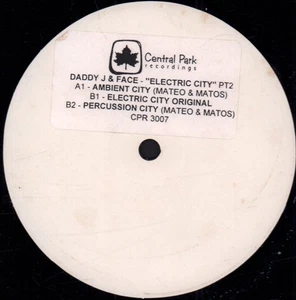 Central Park
recordings
DADDY J & FACE - "ELECTRIC CITY" PT2
A1 - AMBIENT CITY (MATEO & MATOS)
B1 - ELECTRIC CITY ORIGINAL
B2 - PERCUSSION CITY (MATEO & MATOS)
CPR 3007